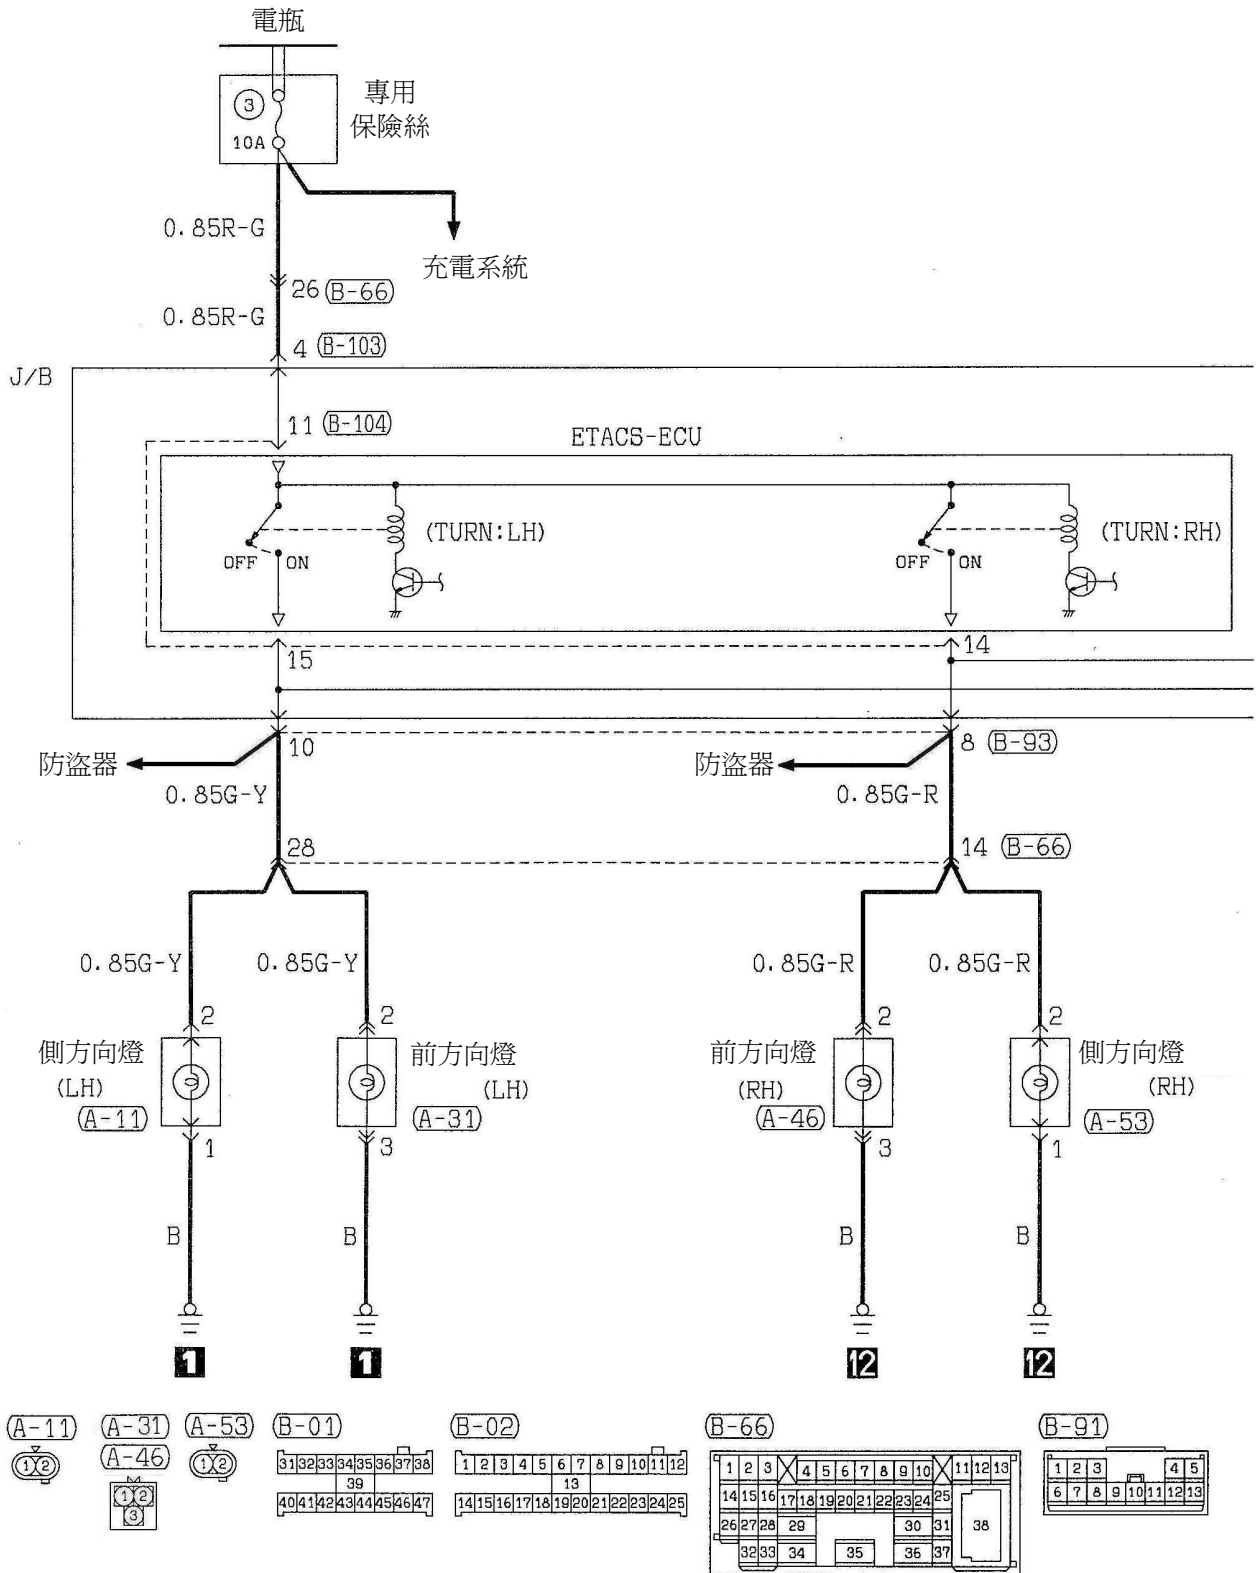 電瓶
3
專用
保險絲
10A
0.85R-G
充電系統
26 (B-66)
0.85R-G
4 (B-103)
J/B
11 (B-104)
ETACS-ECU
(TURN:LH)
(TURN:RH)
OFF ON
OFF ON
15
14
10
8 (B-93)
防盜器
防盜器
0.85G-Y
0.85G-R
28
14 (B-66)
0.85G-Y
0.85G-Y
0.85G-R
0.85G-R
2
2
2
2
側方向燈
(LH)
(A-11)
前方向燈
(LH)
(A-31)
前方向燈
(RH)
(A-46)
側方向燈
(RH)
(A-53)
1
3
3
1
B
B
B
B
1
1
12
12
(A-11)
1 2
(A-31)
(A-46)
1 2
3
(A-53)
1 2
(B-01)
31 32 33 34 35 36 37 38
39
40 41 42 43 44 45 46 47
(B-02)
1 2 3 4 5 6 7 8 9 10 11 12
13
14 15 16 17 18 19 20 21 22 23 24 25
(B-66)
1 2 3 4 5 6 7 8 9 10 11 12 13
14 15 16 17 18 19 20 21 22 23 24 25
26 27 28 29 30 31 38
32 33 34 35 36 37
(B-91)
1 2 3 4 5
6 7 8 9 10 11 12 13